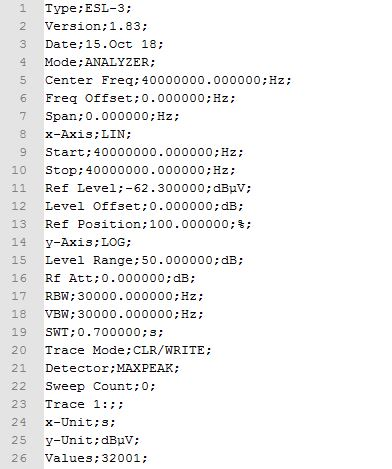 1 Type;ESL-3;
2 Version;1.83;
3 Date;15.Oct 18;
4 Mode;ANALYZER;
5 Center Freq;40000000.000000;Hz;
6 Freq Offset;0.000000;Hz;
7 Span;0.000000;Hz;
8 x-Axis;LIN;
9 Start;40000000.000000;Hz;
10 Stop;40000000.000000;Hz;
11 Ref Level;-62.300000;dBµV;
12 Level Offset;0.000000;dB;
13 Ref Position;100.000000;%;
14 y-Axis;LOG;
15 Level Range;50.000000;dB;
16 Rf Att;0.000000;dB;
17 RBW;30000.000000;Hz;
18 VBW;30000.000000;Hz;
19 SWT;0.700000;s;
20 Trace Mode;CLR/WRITE;
21 Detector;MAXPEAK;
22 Sweep Count;0;
23 Trace 1:;;
24 x-Unit;s;
25 y-Unit;dBµV;
26 Values;32001;